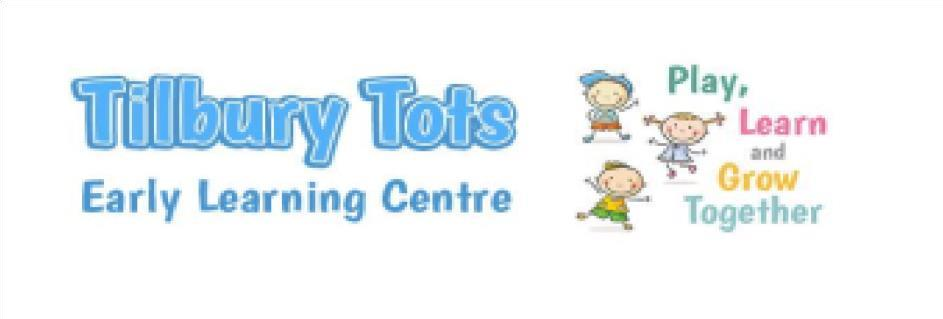 Tilbury Tots
Early Learning Centre
Play,
Learn
and
Grow
Together